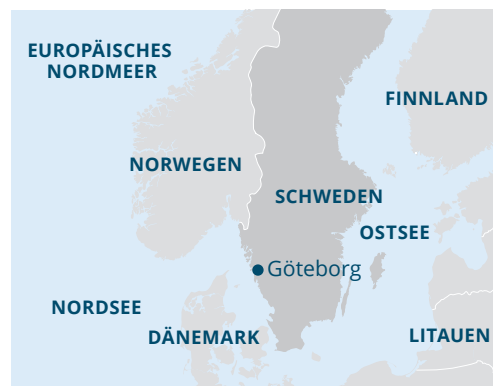 EUROPÄISCHES
NORDMEER
FINNLAND
NORWEGEN
SCHWEDEN
OSTSEE
Göteborg
NORDSEE
DÄNEMARK
LITAUEN